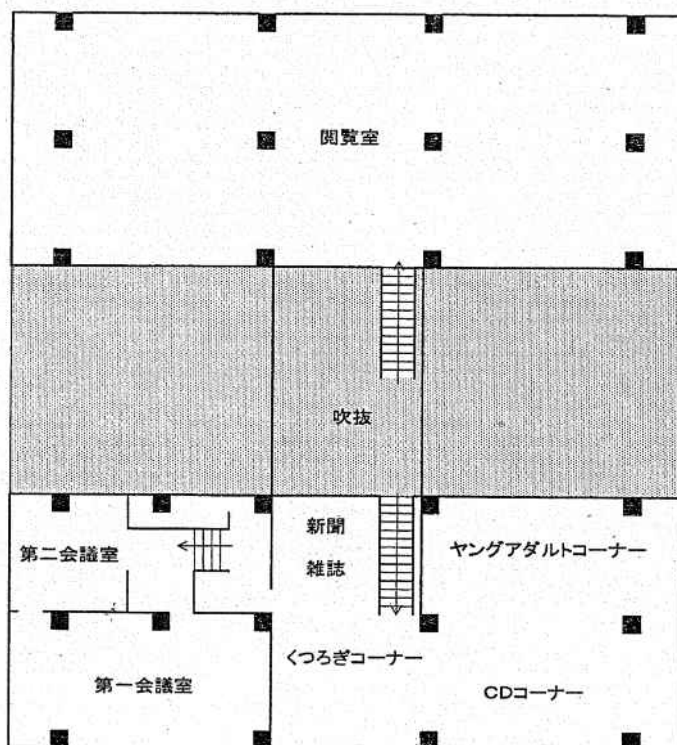 閲覧室
吹抜
新聞
雑誌
第二会議室
ヤングアダルトコーナー
くつろぎコーナー
第一会議室
CDコーナー